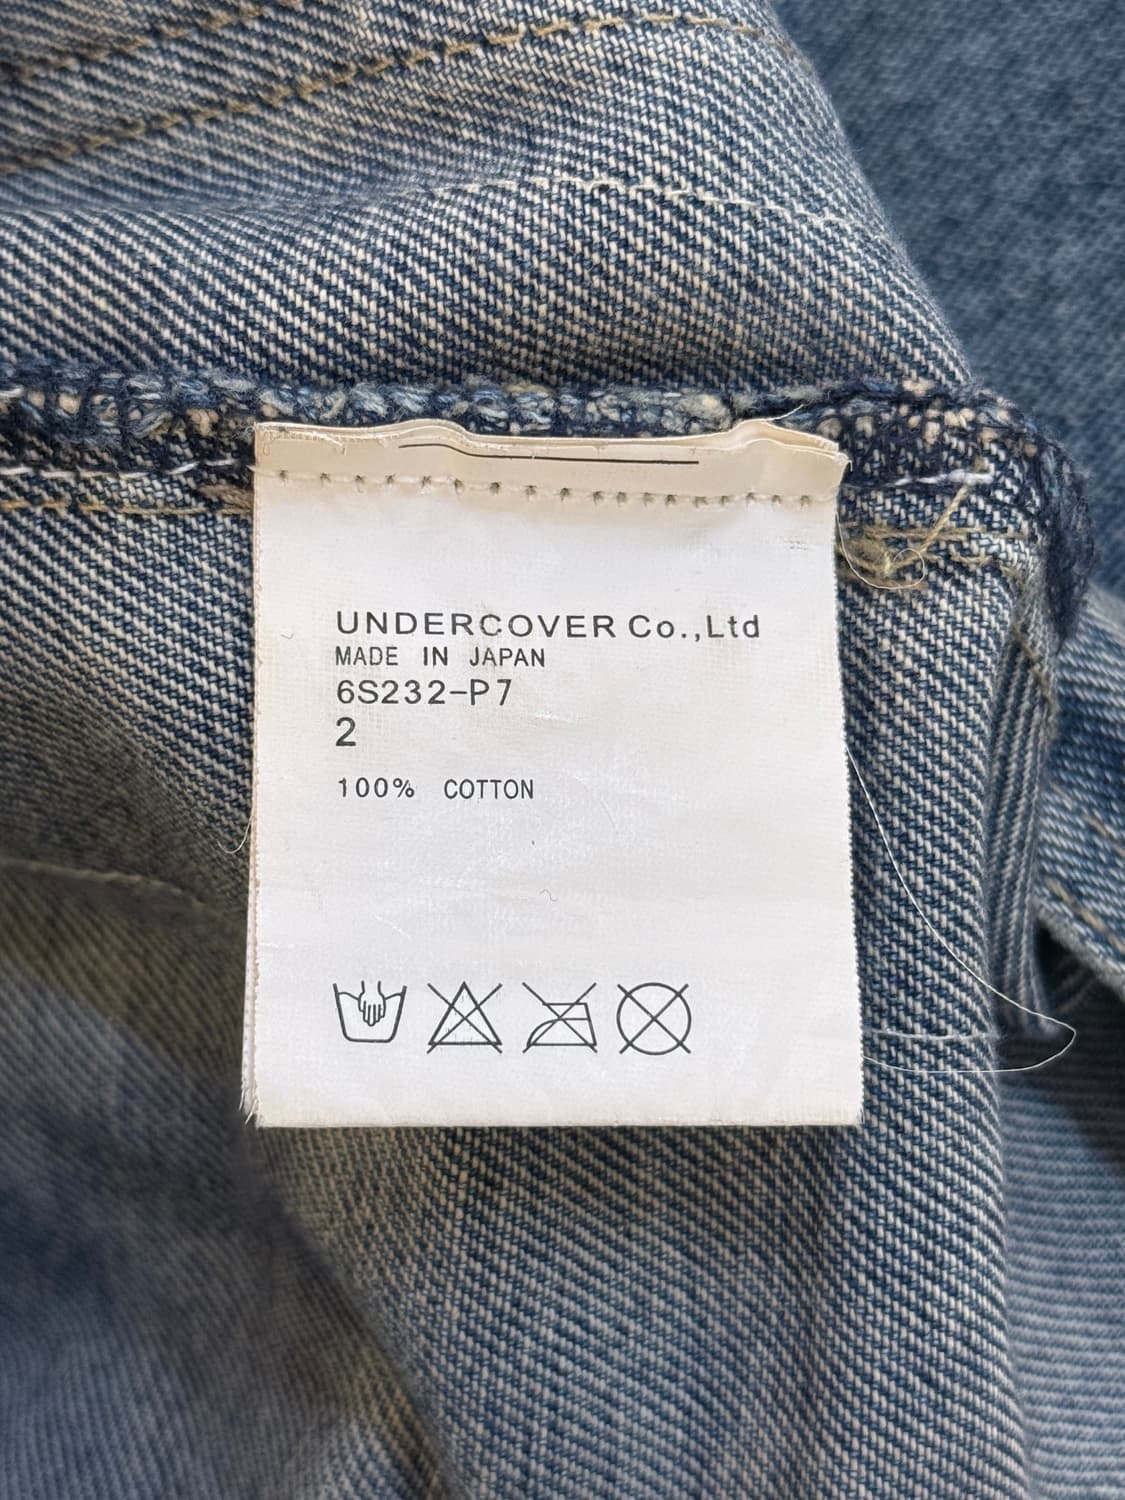 UNDERCOVER Co.,Ltd
MADE IN JAPAN
6S232-P7
2
100% COTTON